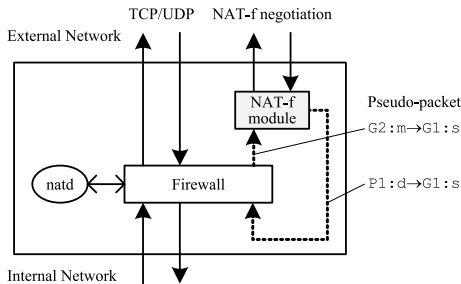 TCP/UDP
NAT-f negotiation
External Network
NAT-f
module
Pseudo-packet
G2:m→G1:s
natd
Firewall
P1:d→G1:s
Internal Network